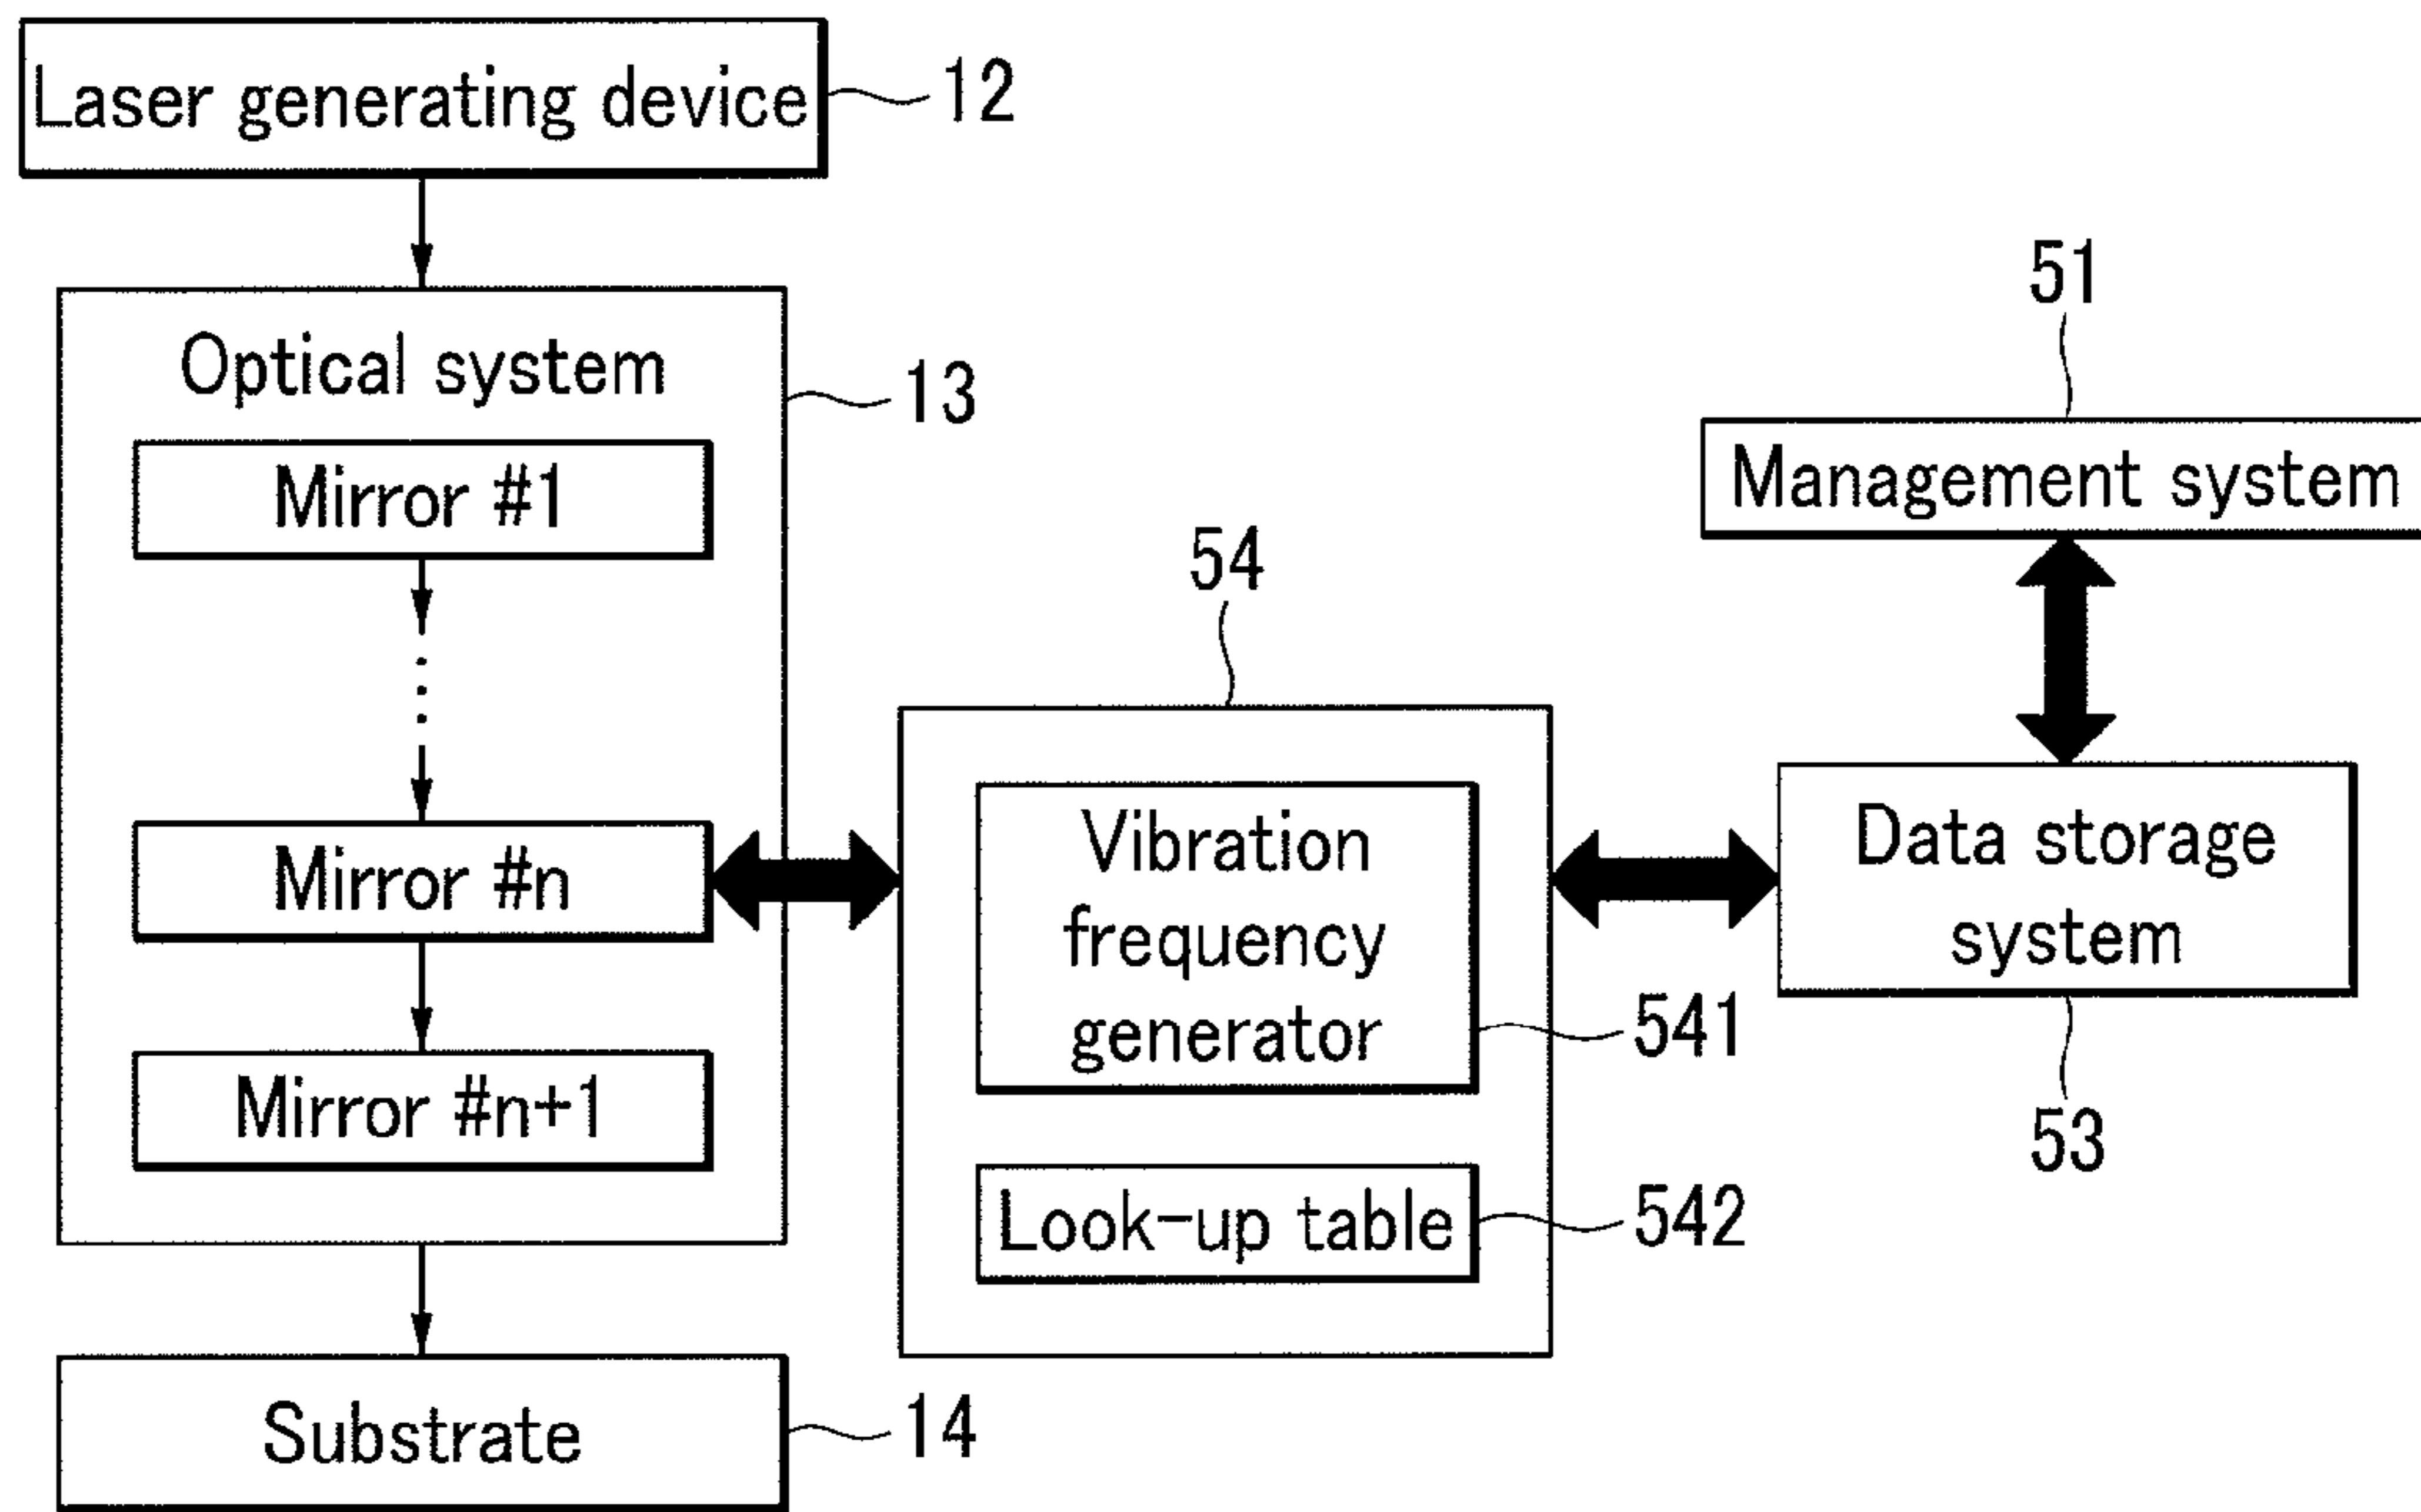 Laser generating device
12
Optical system
13
Mirror #1
Mirror #n
Mirror #n+1
Substrate
14
54
Vibration
frequency
generator
541
Look-up table
542
51
Management system
Data storage
system
53